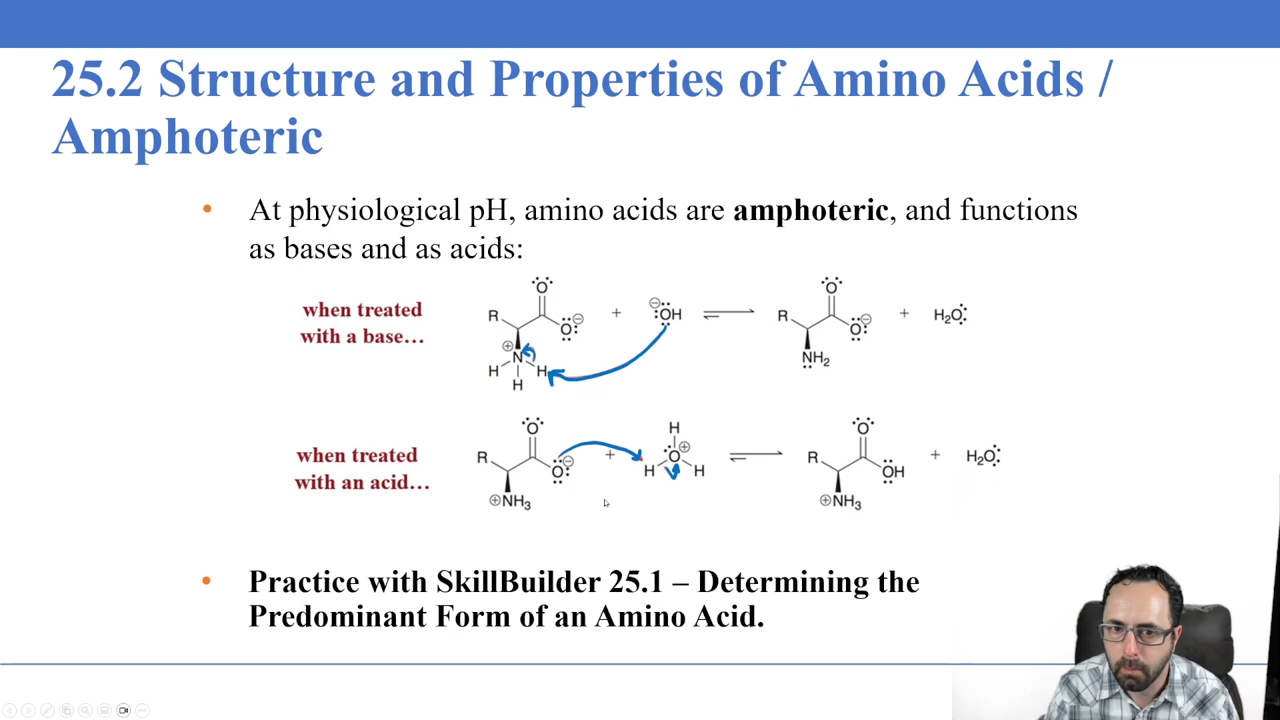 25.2 Structure and Properties of Amino Acids /
Amphoteric
• At physiological pH, amino acids are amphoteric, and functions
as bases and as acids:
when treated
with a base…
R O O ⊖ ⊕ N H H H + ⊖ OH R O O ⊖ NH2 + H2O
when treated
with an acid…
R O O ⊖ ⊕NH3 + H O ⊕ H H R O OH ⊕NH3 + H2O
• Practice with SkillBuilder 25.1 – Determining the
Predominant Form of an Amino Acid.